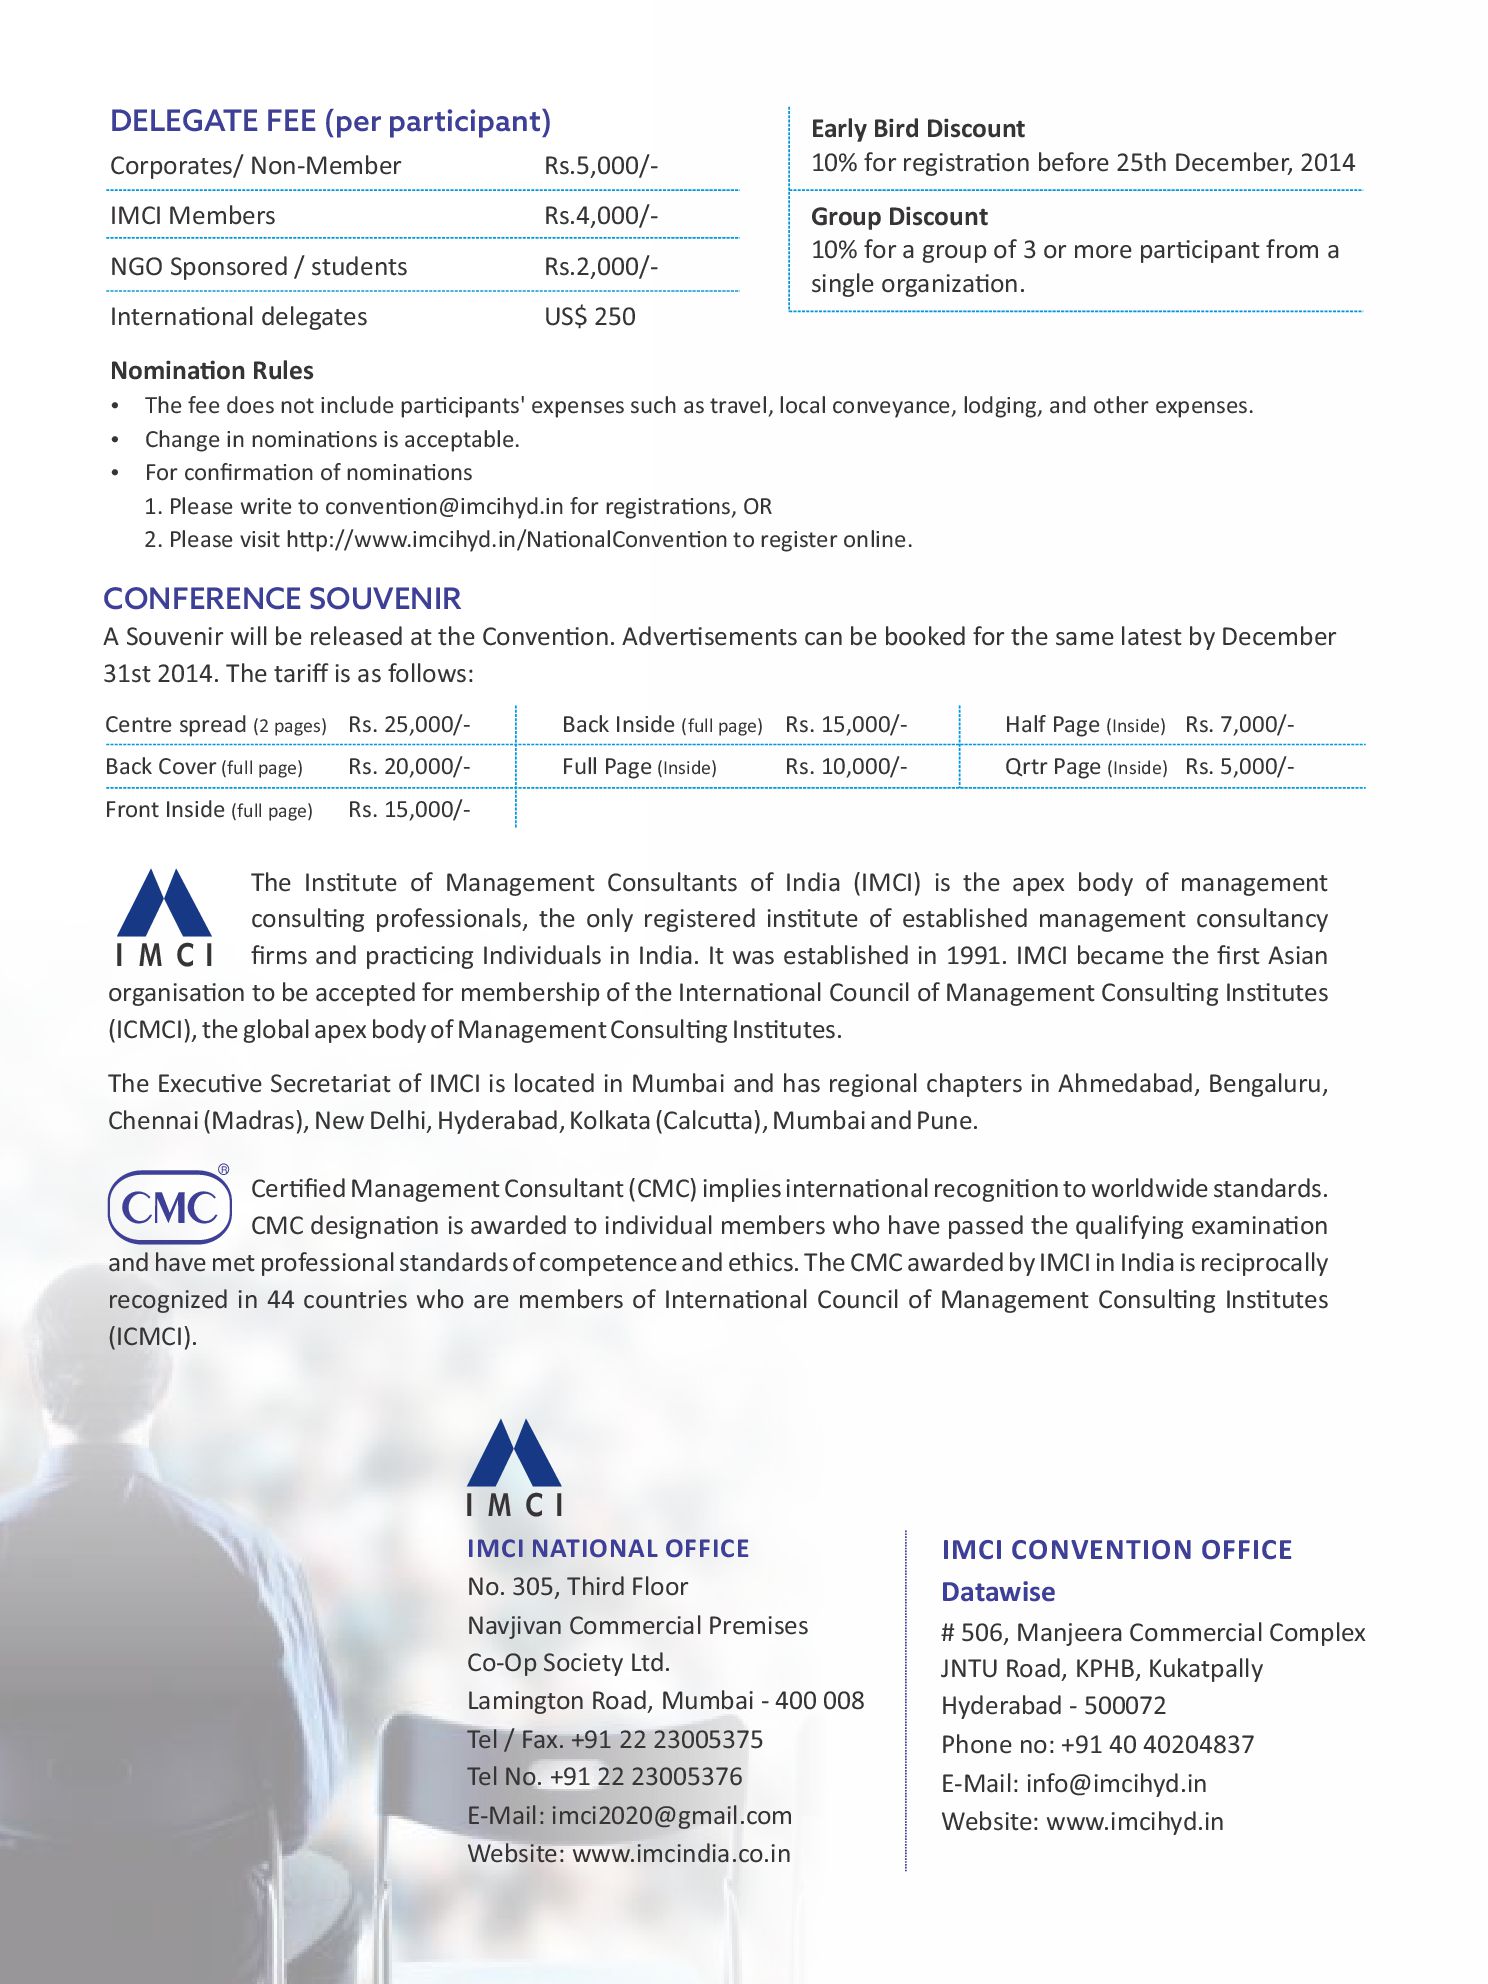 DELEGATE FEE (per participant)
Corporates/ Non-Member Rs.5,000/-
IMCI Members Rs.4,000/-
NGO Sponsored / students Rs.2,000/-
International delegates US$ 250
Early Bird Discount
10% for registration before 25th December, 2014
Group Discount
10% for a group of 3 or more participant from a
single organization.
Nomination Rules
• The fee does not include participants' expenses such as travel, local conveyance, lodging, and other expenses.
• Change in nominations is acceptable.
• For confirmation of nominations
1. Please write to convention@imcihyd.in for registrations, OR
2. Please visit http://www.imcihyd.in/NationalConvention to register online.
CONFERENCE SOUVENIR
A Souvenir will be released at the Convention. Advertisements can be booked for the same latest by December
31st 2014. The tariff is as follows:
Centre spread (2 pages) Rs. 25,000/- Back Inside (full page) Rs. 15,000/- Half Page (Inside) Rs. 7,000/-
Back Cover (full page) Rs. 20,000/- Full Page (Inside) Rs. 10,000/- Qrtr Page (Inside) Rs. 5,000/-
Front Inside (full page) Rs. 15,000/-
IMCI
The Institute of Management Consultants of India (IMCI) is the apex body of management
consulting professionals, the only registered institute of established management consultancy
firms and practicing Individuals in India. It was established in 1991. IMCI became the first Asian
organisation to be accepted for membership of the International Council of Management Consulting Institutes
(ICMCI), the global apex body of Management Consulting Institutes.
The Executive Secretariat of IMCI is located in Mumbai and has regional chapters in Ahmedabad, Bengaluru,
Chennai (Madras), New Delhi, Hyderabad, Kolkata (Calcutta), Mumbai and Pune.
CMC®
Certified Management Consultant (CMC) implies international recognition to worldwide standards.
CMC designation is awarded to individual members who have passed the qualifying examination
and have met professional standards of competence and ethics. The CMC awarded by IMCI in India is reciprocally
recognized in 44 countries who are members of International Council of Management Consulting Institutes
(ICMCI).
IMCI
IMCI NATIONAL OFFICE
No. 305, Third Floor
Navjivan Commercial Premises
Co-Op Society Ltd.
Lamington Road, Mumbai - 400 008
Tel / Fax. +91 22 23005375
Tel No. +91 22 23005376
E-Mail: imci2020@gmail.com
Website: www.imcindia.co.in
IMCI CONVENTION OFFICE
Datawise
# 506, Manjeera Commercial Complex
JNTU Road, KPHB, Kukatpally
Hyderabad - 500072
Phone no: +91 40 40204837
E-Mail: info@imcihyd.in
Website: www.imcihyd.in